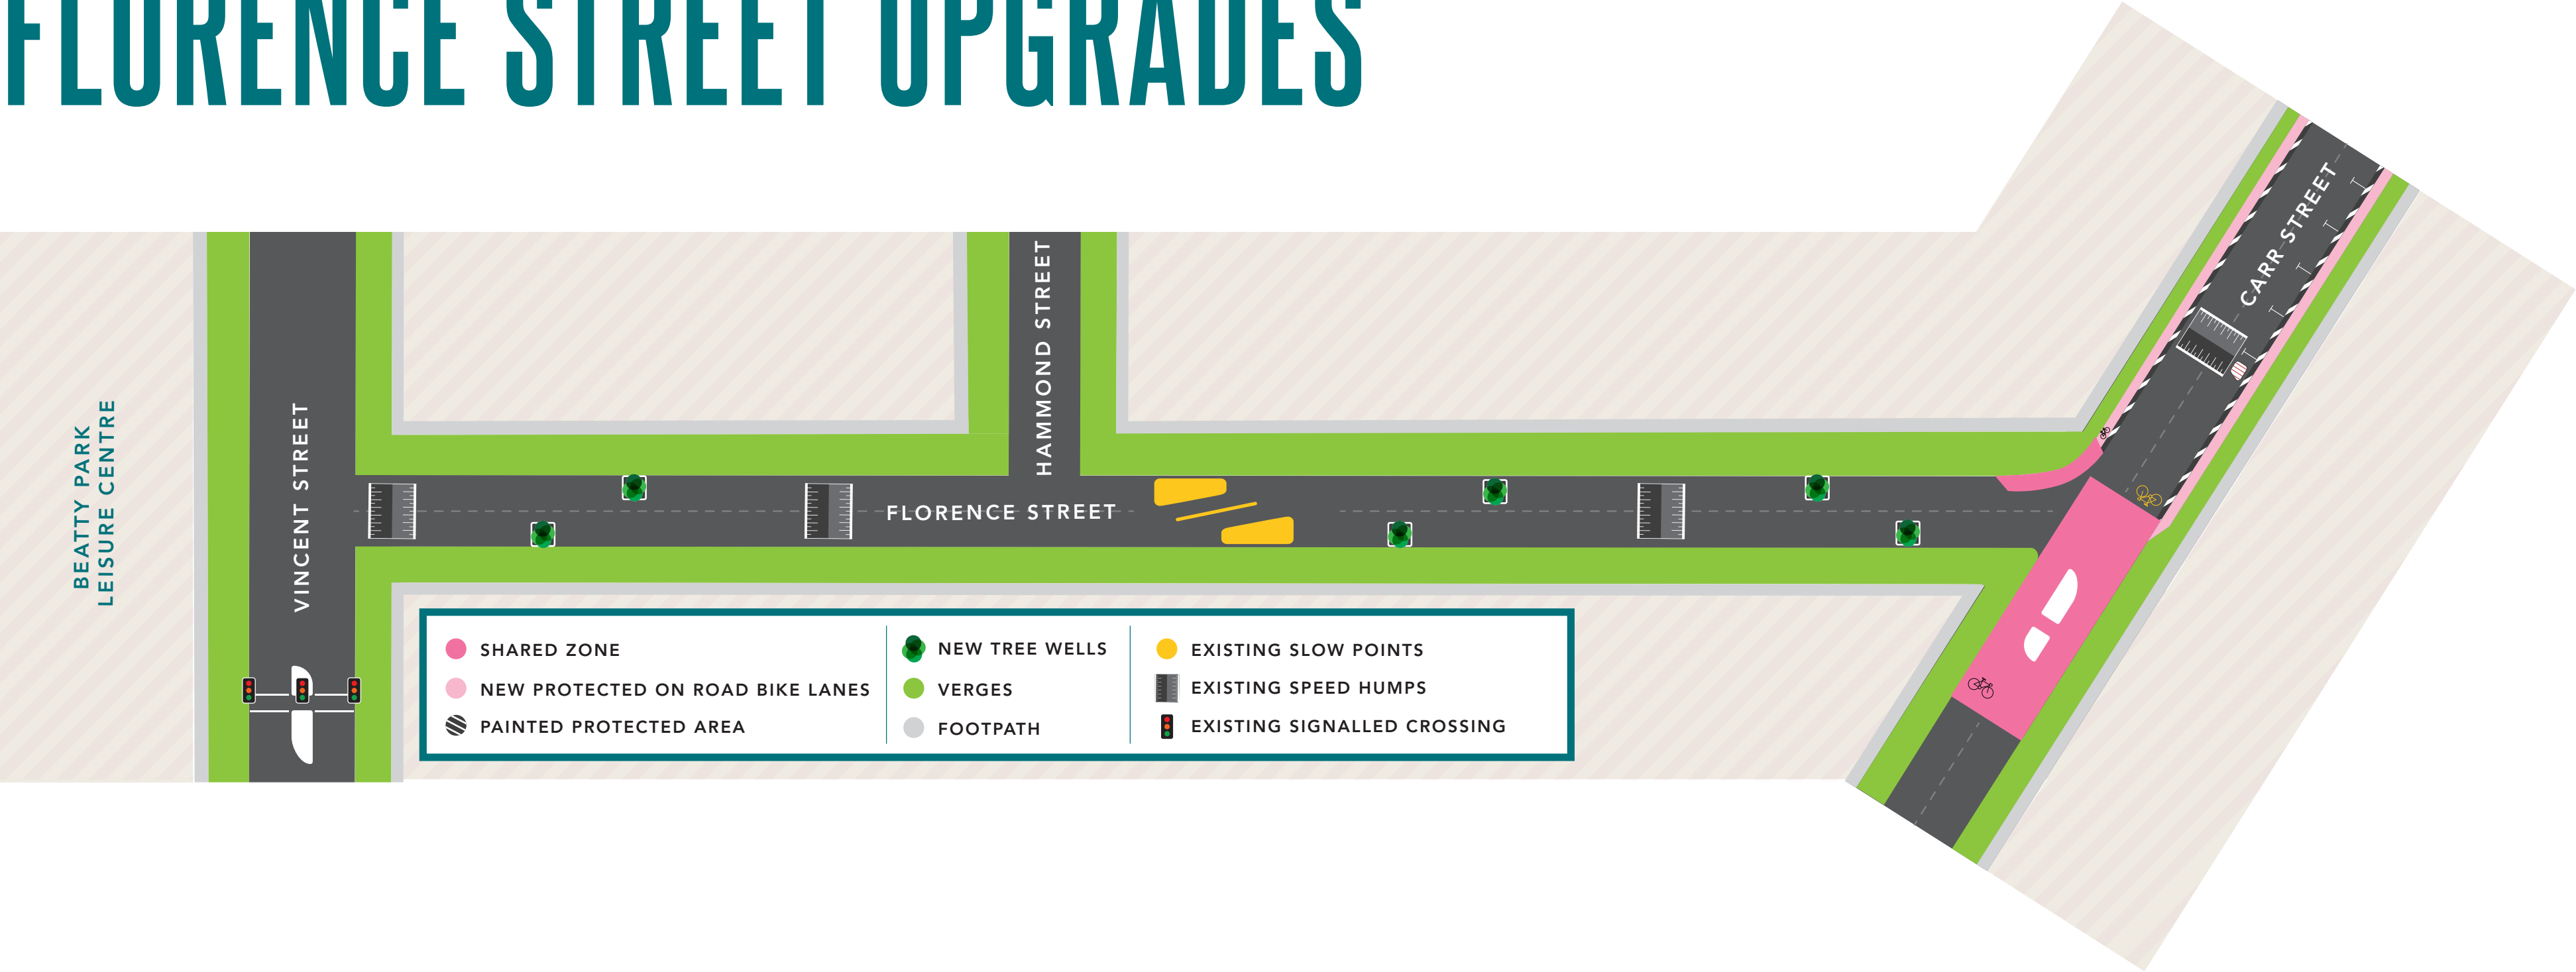 FLORENCE STREET UPGRADES
BEATTY PARK
LEISURE CENTRE
VINCENT STREET
HAMMOND STREET
FLORENCE STREET
CARR STREET
SHARED ZONE
NEW PROTECTED ON ROAD BIKE LANES
PAINTED PROTECTED AREA
NEW TREE WELLS
VERGES
FOOTPATH
EXISTING SLOW POINTS
EXISTING SPEED HUMPS
EXISTING SIGNALLED CROSSING